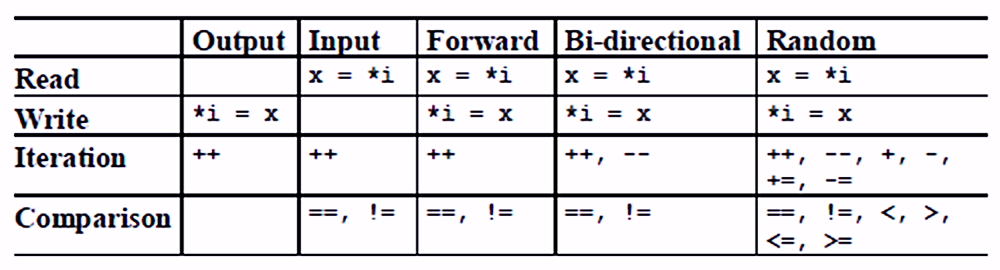 Output Input Forward Bi-directional Random
Read x = *i x = *i x = *i x = *i
Write *i = x *i = x *i = x *i = x
Iteration ++ ++ ++ ++, -- ++, --, +, -,
+=, -=
Comparison ==, != ==, != ==, != ==, !=, <, >,
<=, >=